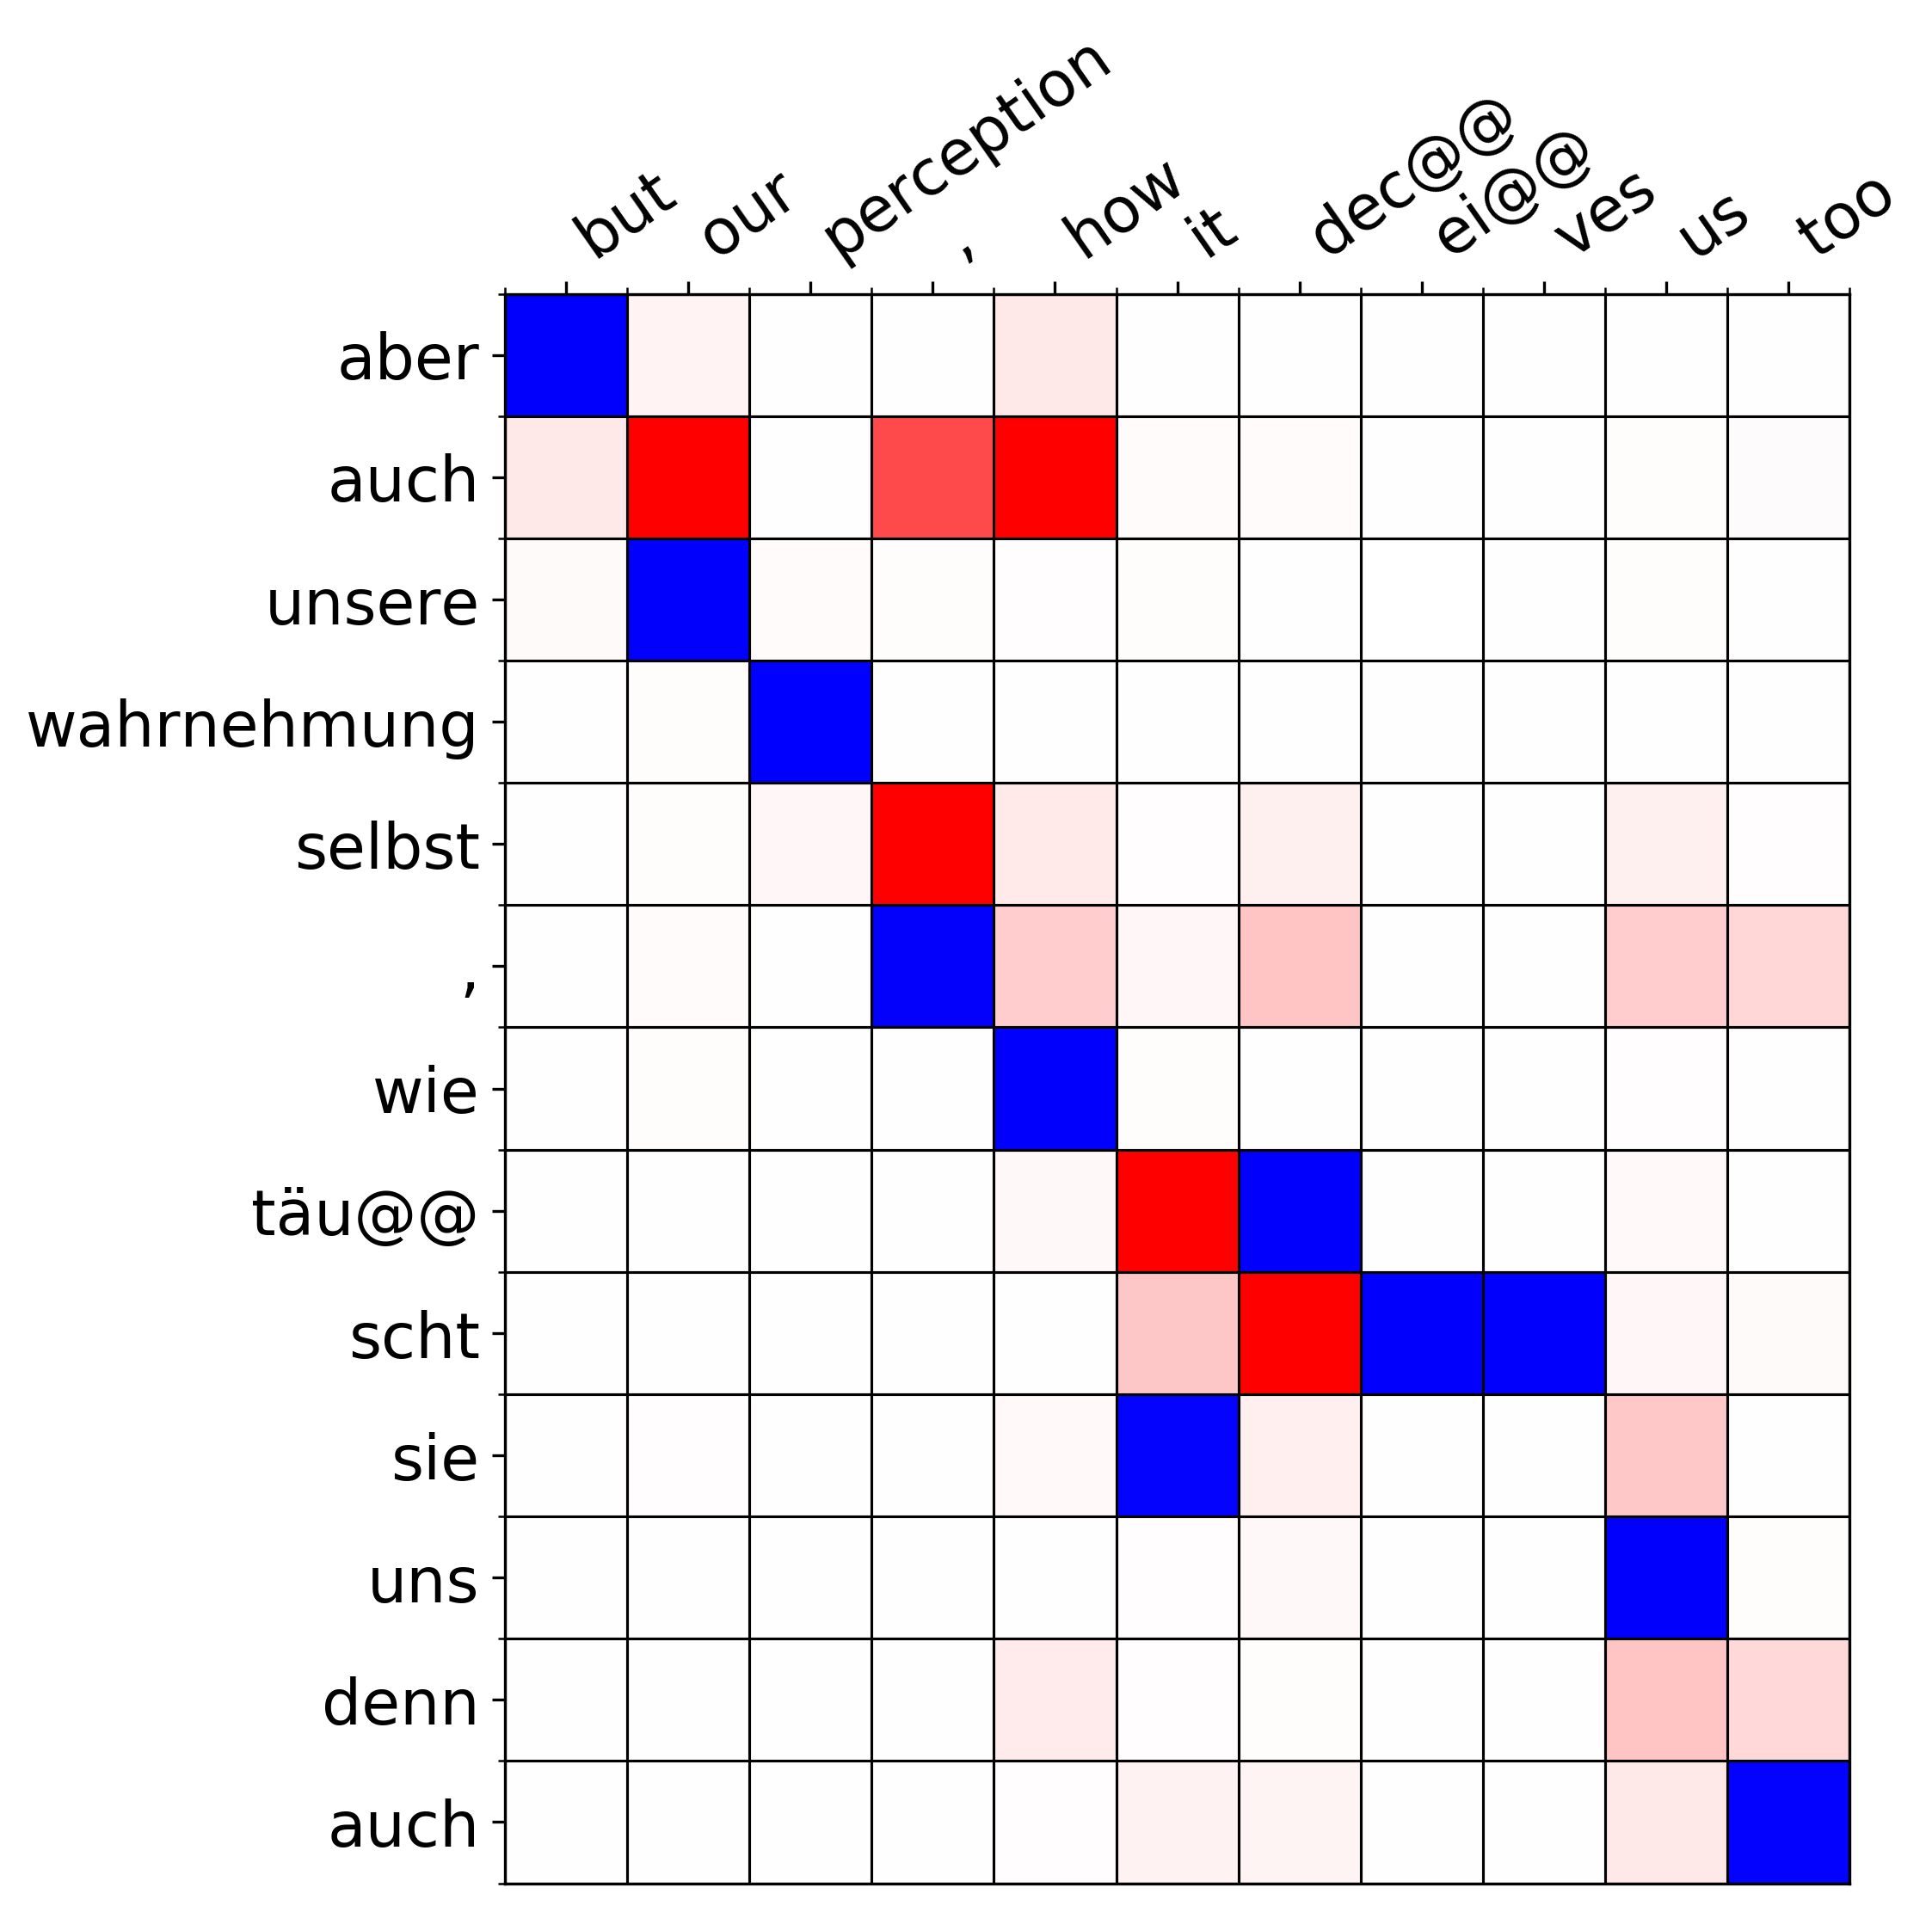 but
our
perception
,
how
it
dec@@
ei@@
ves
us
too
aber
auch
unsere
wahrnehmung
selbst
,
wie
täu@@
scht
sie
uns
denn
auch